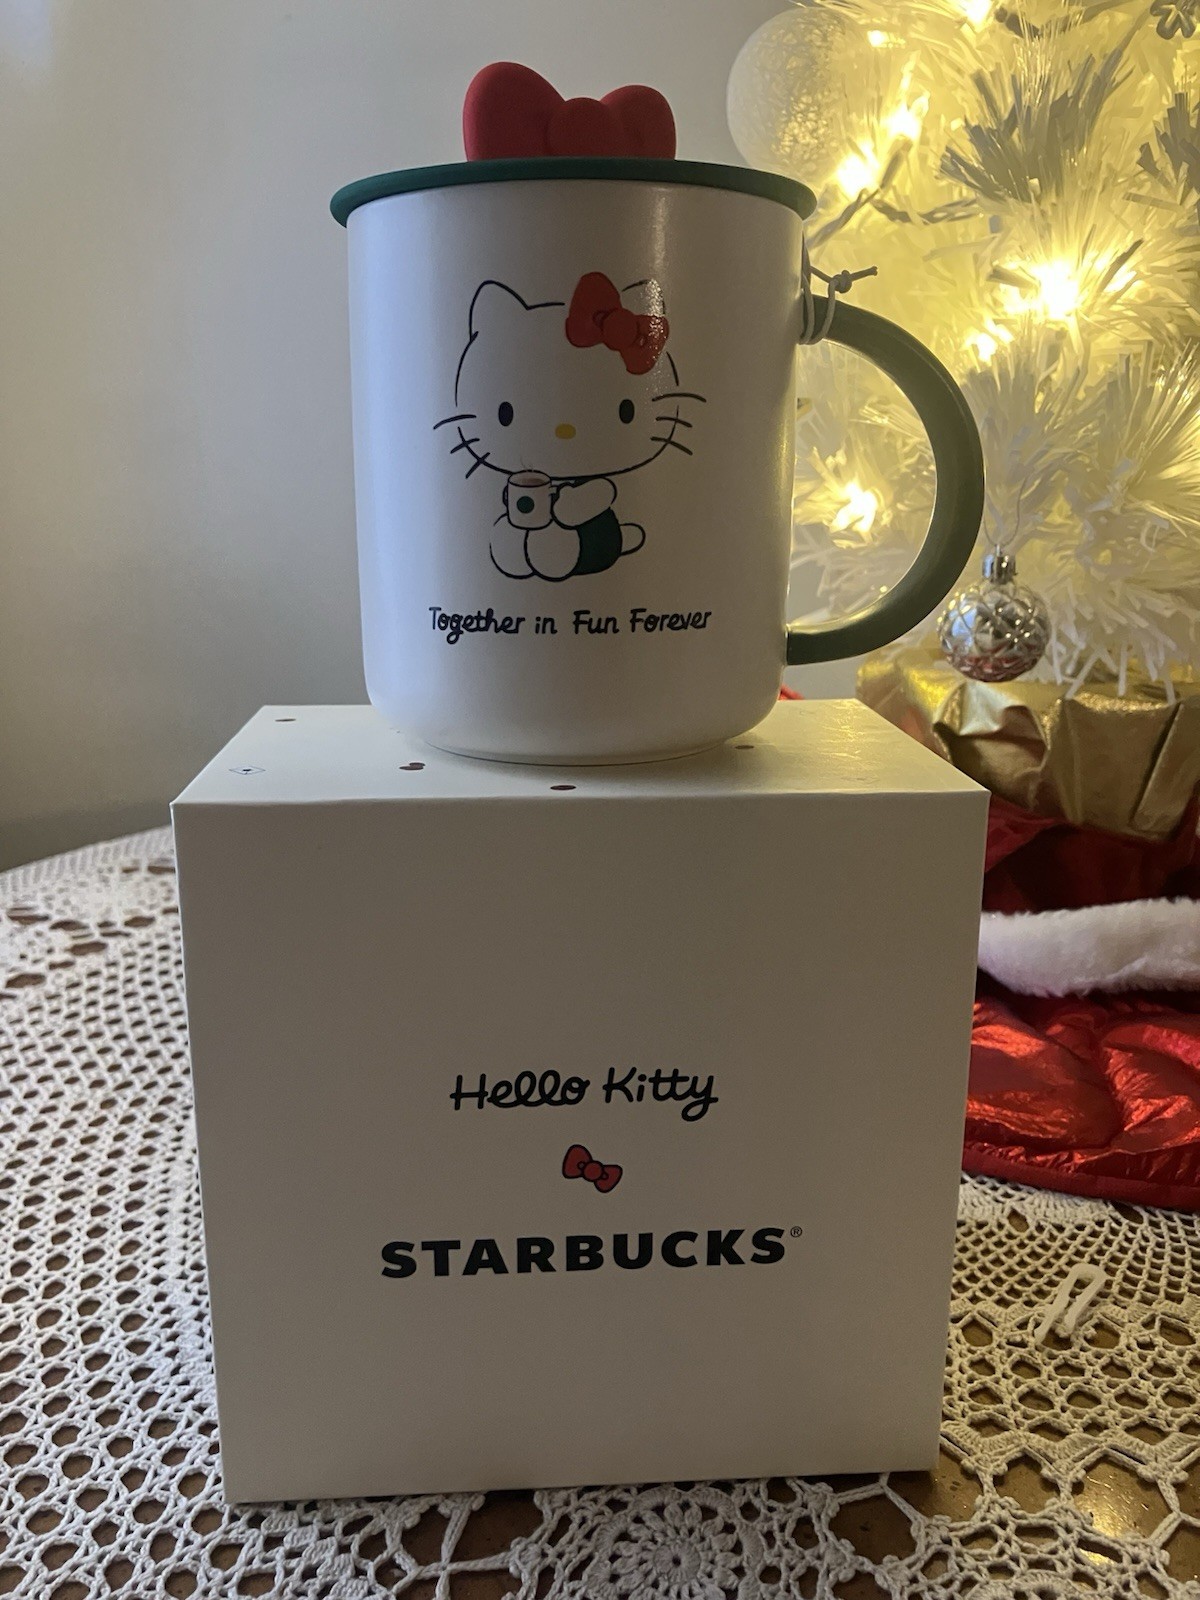 Together in Fun Forever
Hello Kitty
STARBUCKS®